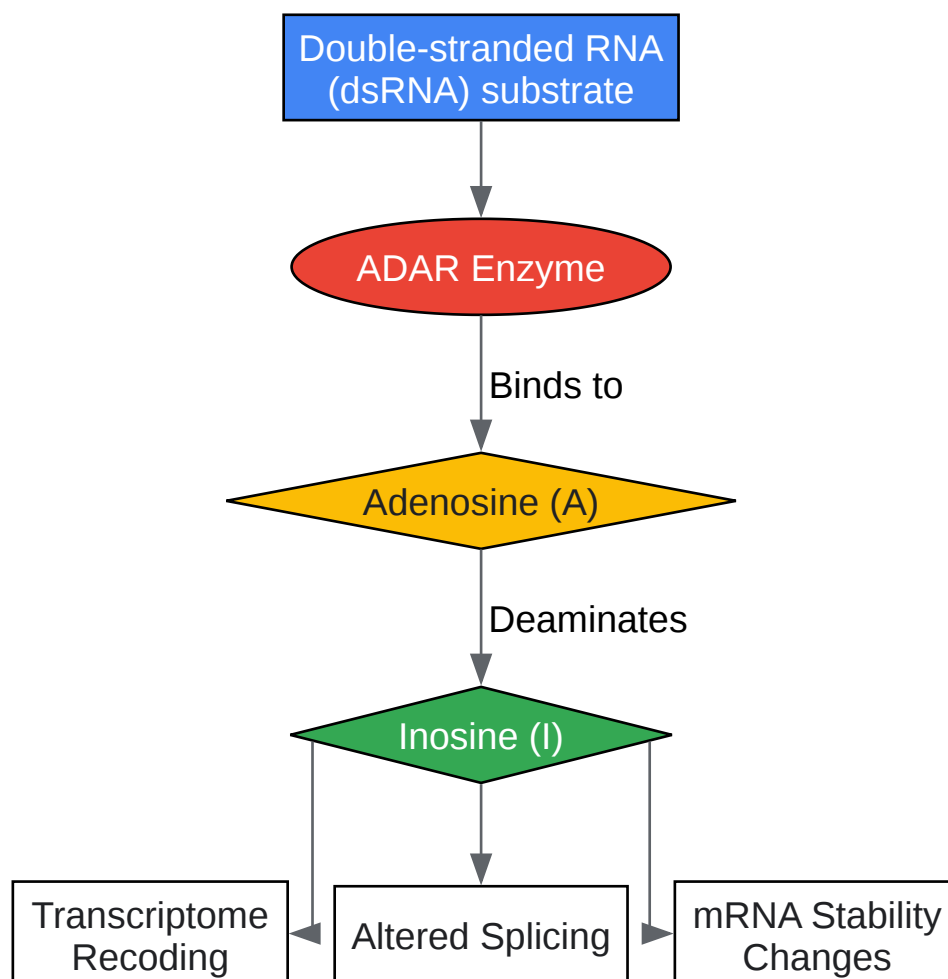 Double-stranded RNA
(dsRNA) substrate
ADAR Enzyme
Binds to
Adenosine (A)
Deaminates
Inosine (I)
Transcriptome
Recoding
Altered Splicing
mRNA Stability
Changes